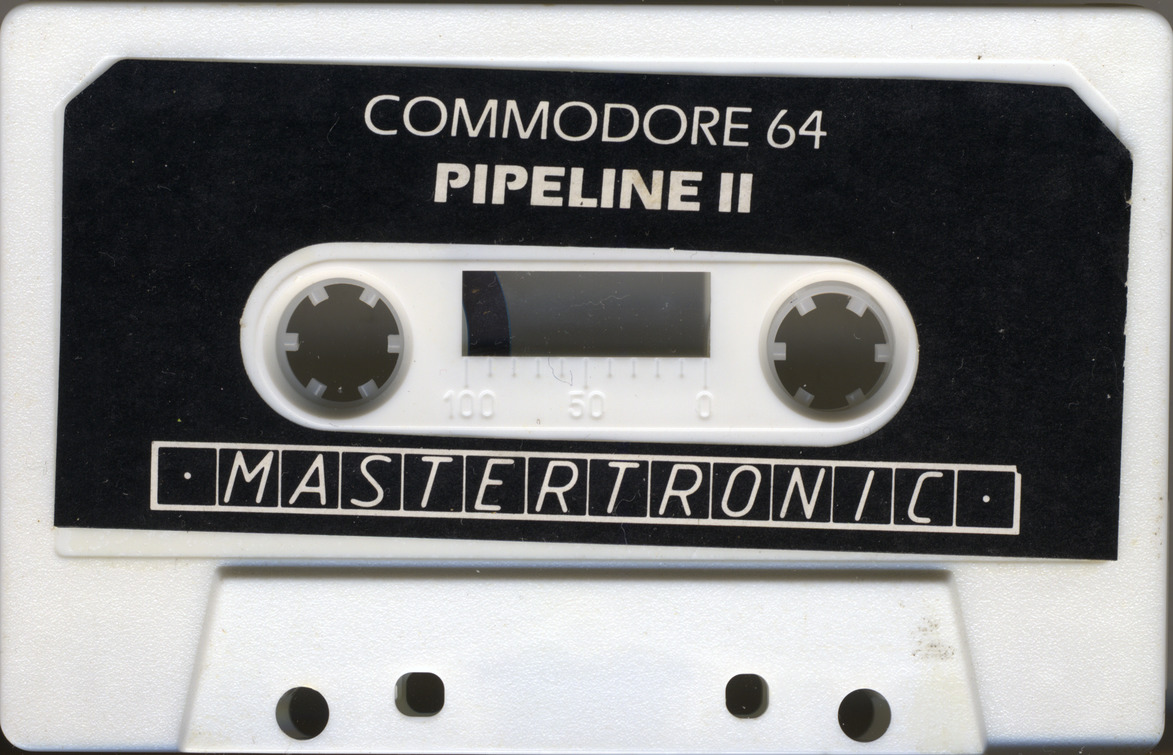 COMMODORE 64
PIPELINE II
100 50 0
· MASTERTRONIC ·